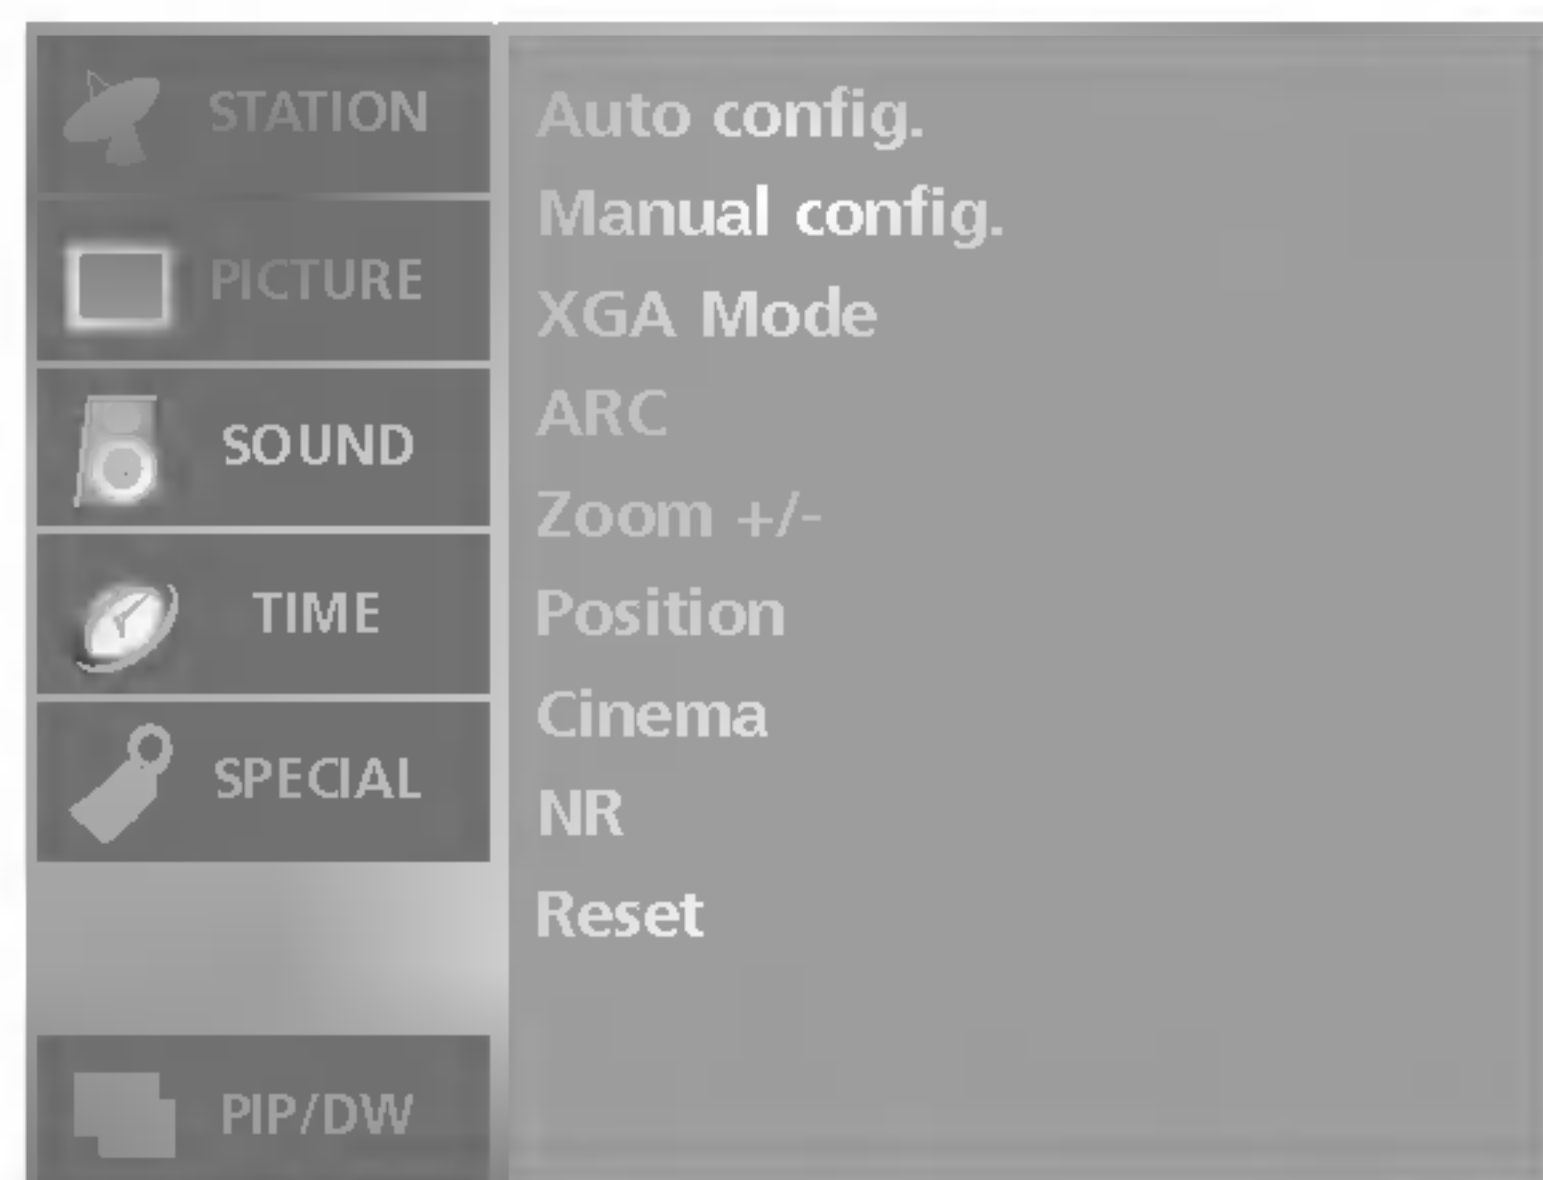 STATION
PICTURE
SOUND
TIME
SPECIAL
PIP/DW
Auto config.
Manual config.
XGA Mode
ARC
Zoom +/-
Position
Cinema
NR
Reset